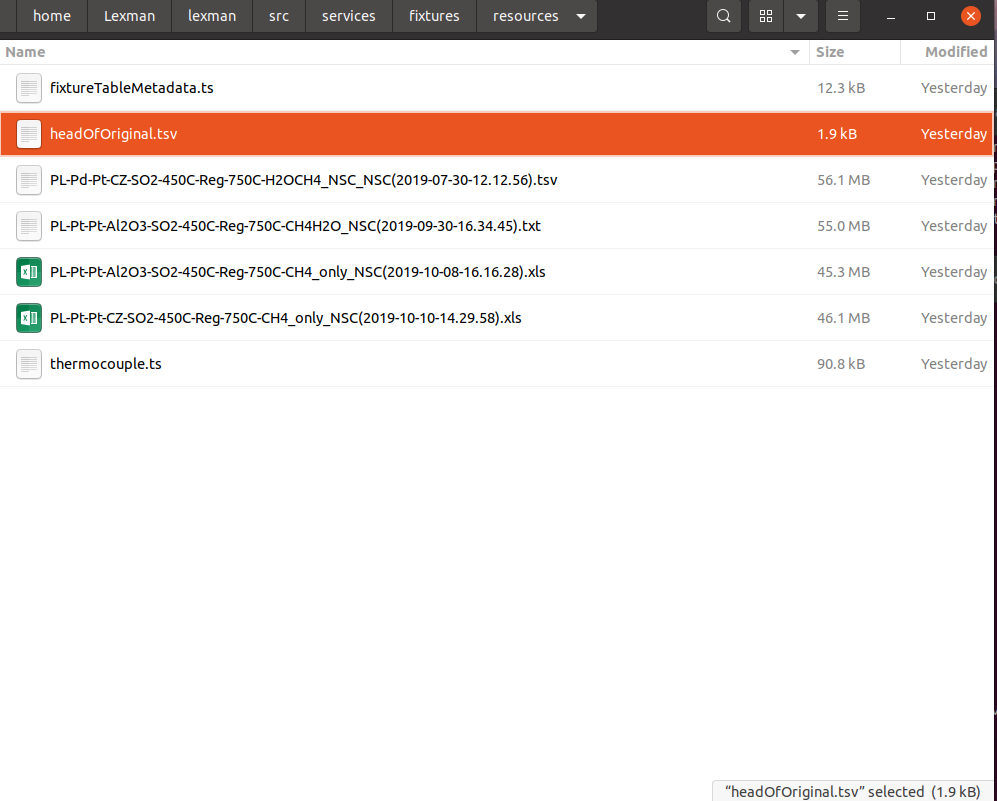 home Lexman lexman src services fixtures resources
Name Size Modified
fixtureTableMetadata.ts 12.3 kB Yesterday
headOfOriginal.tsv 1.9 kB Yesterday
PL-Pd-Pt-CZ-SO2-450C-Reg-750C-H2OCH4_NSC_NSC(2019-07-30-12.12.56).tsv 56.1 MB Yesterday
PL-Pt-Pt-Al2O3-SO2-450C-Reg-750C-CH4H2O_NSC(2019-09-30-16.34.45).txt 55.0 MB Yesterday
PL-Pt-Pt-Al2O3-SO2-450C-Reg-750C-CH4_only_NSC(2019-10-08-16.16.28).xls 45.3 MB Yesterday
PL-Pt-Pt-CZ-SO2-450C-Reg-750C-CH4_only_NSC(2019-10-10-14.29.58).xls 46.1 MB Yesterday
thermocouple.ts 90.8 kB Yesterday
“headOfOriginal.tsv” selected (1.9 kB)